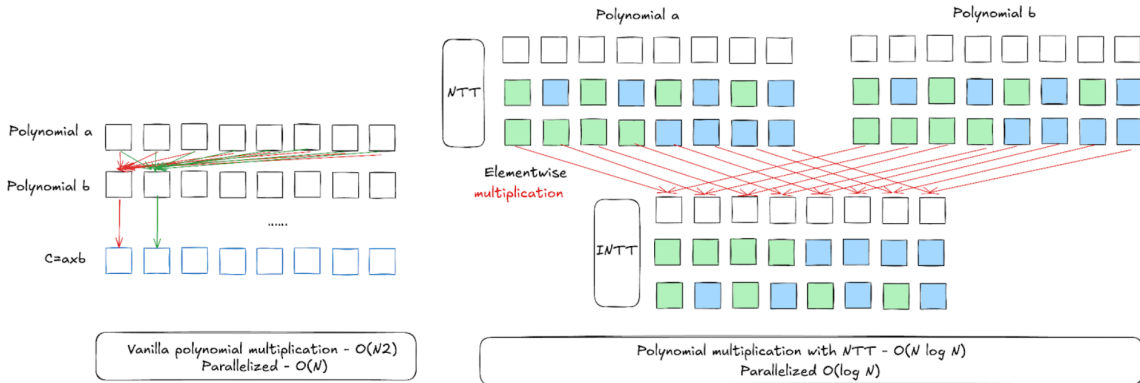 Polynomial a
Polynomial b
C=axb
......
Vanilla polynomial multiplication - O(N2)
Parallelized - O(N)
Polynomial a
Polynomial b
NTT
Elementwise
multiplication
INTT
Polynomial multiplication with NTT - O(N log N)
Parallelized O(log N)